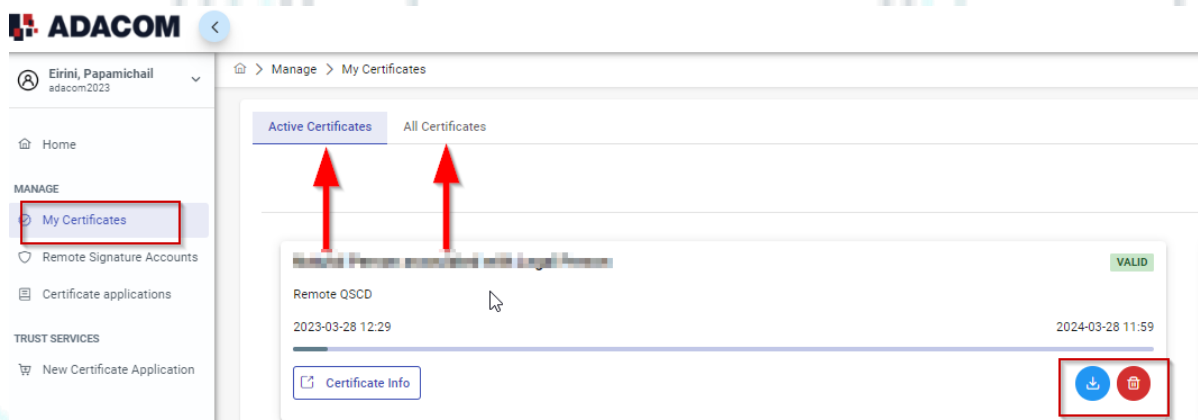 ADACOM
Eirini, Papamichail
adacom2023
Manage > My Certificates
Active Certificates
All Certificates
Home
MANAGE
My Certificates
Remote Signature Accounts
Certificate applications
TRUST SERVICES
New Certificate Application
VALID
Remote QSCD
2023-03-28 12:29
2024-03-28 11:59
Certificate Info